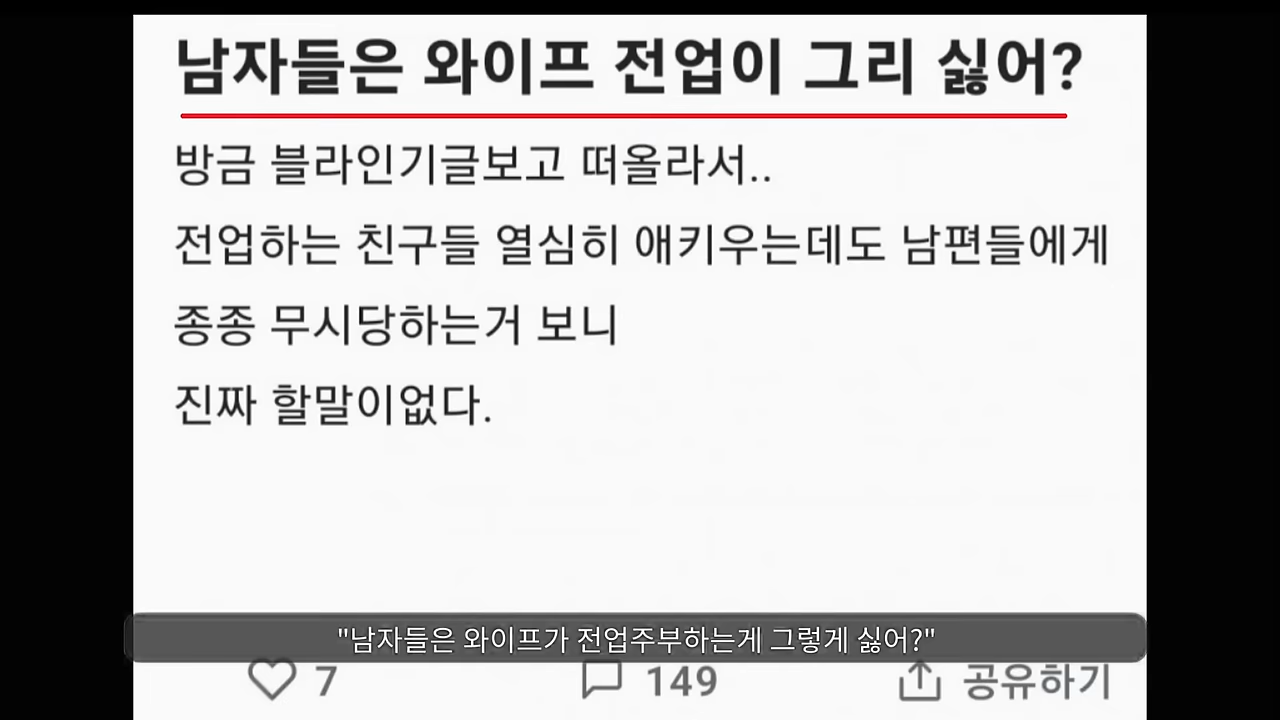 남자들은 와이프 전업이 그리 싫어?
방금 블라인기글보고 떠올라서..
전업하는 친구들 열심히 애키우는데도 남편들에게
종종 무시당하는거 보니
진짜 할말이없다.
"남자들은 와이프가 전업주부하는게 그렇게 싫어?"
7 149 공유하기